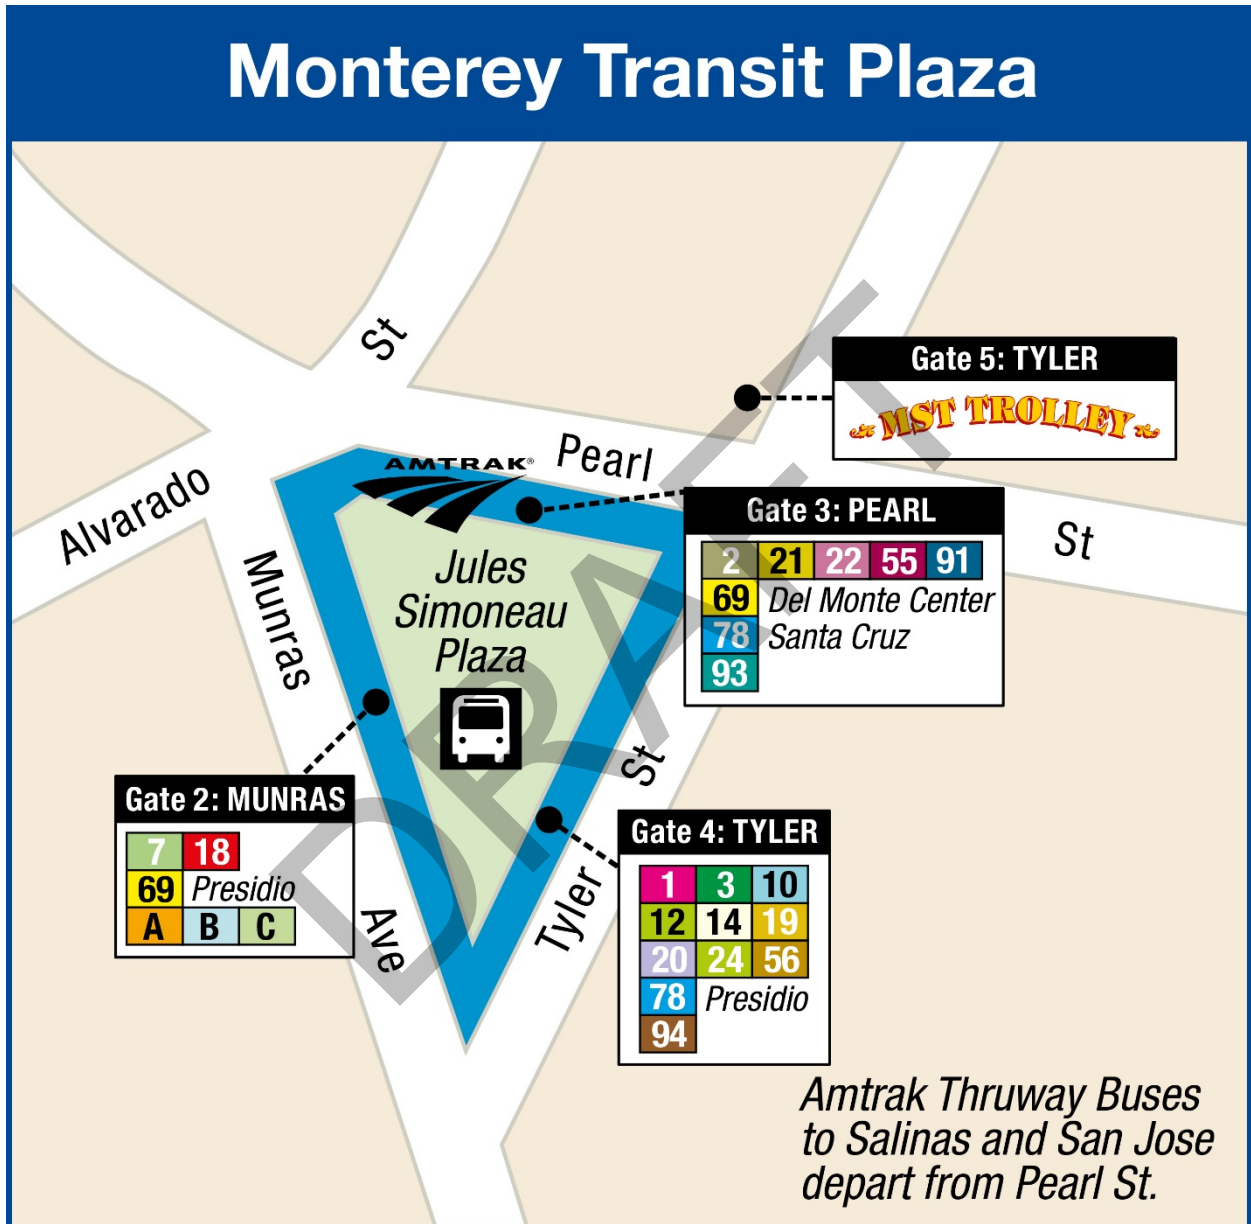 Monterey Transit Plaza
St
Gate 5: TYLER
MST TROLLEY
Pearl
AMTRAK®
Alvarado
Gate 3: PEARL
2 21 22 55 91
69 Del Monte Center
78 Santa Cruz
93
St
Munras
Jules
Simoneau
Plaza
St
Gate 2: MUNRAS
7 18
69 Presidio
A B C
Gate 4: TYLER
1 3 10
12 14 19
20 24 56
78 Presidio
94
Ave
Tyler
DRAFT
Amtrak Thruway Buses
to Salinas and San Jose
depart from Pearl St.